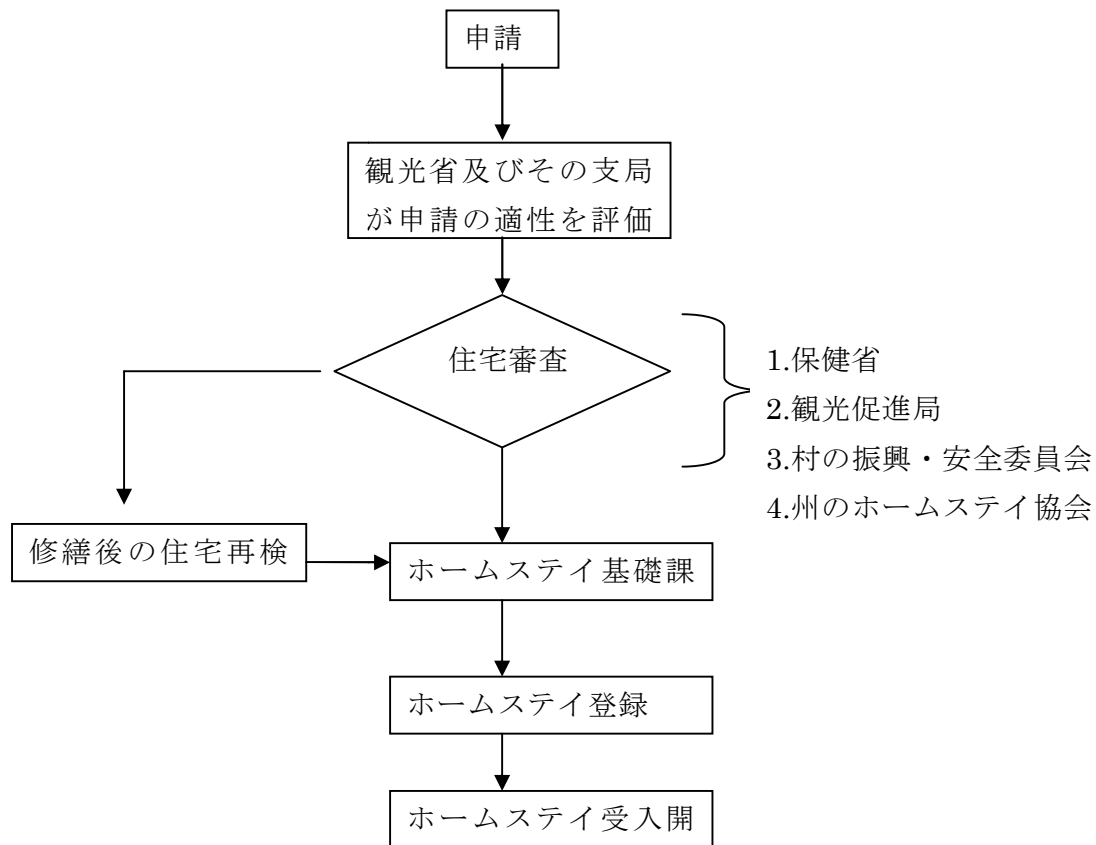 申請
観光省及びその支局
が申請の適性を評価
住宅審査
1.保健省
2.観光促進局
3.村の振興・安全委員会
4.州のホームステイ協会
修繕後の住宅再検
ホームステイ基礎課
ホームステイ登録
ホームステイ受入開